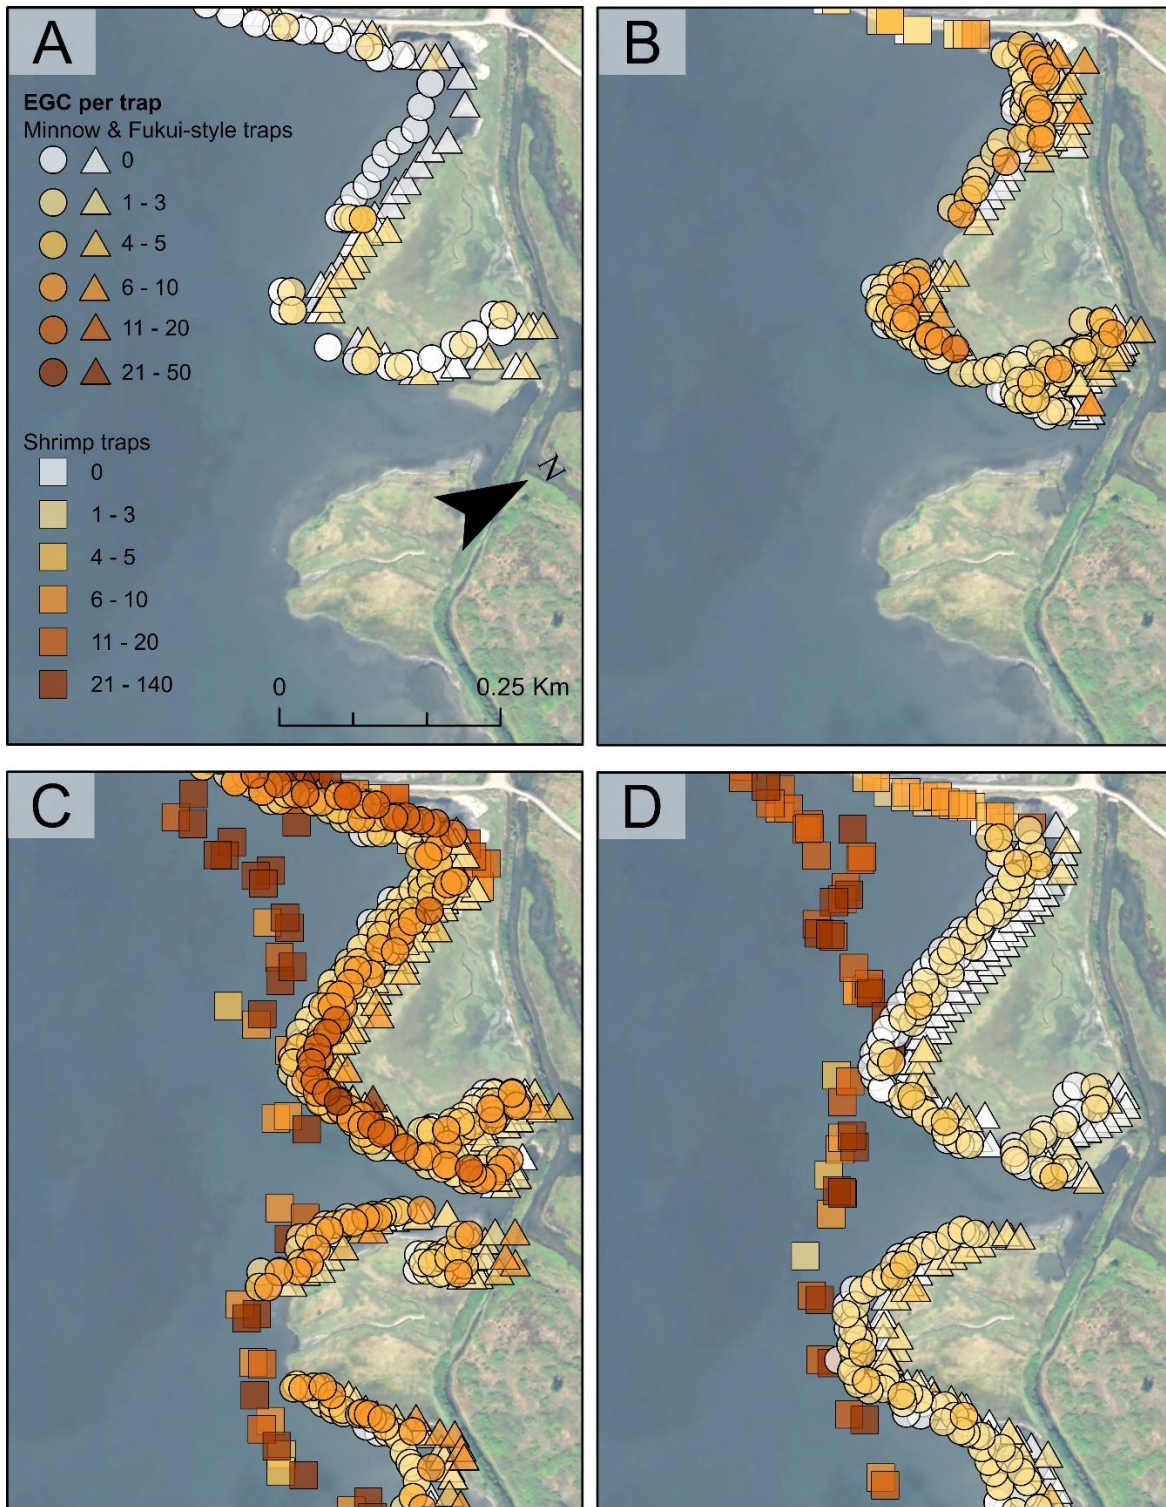 A
B
EGC per trap
Minnow & Fukui-style traps
0
1 - 3
4 - 5
6 - 10
11 - 20
21 - 50
Shrimp traps
0
1 - 3
4 - 5
6 - 10
11 - 20
21 - 140
N
0 0.25 Km
C
D